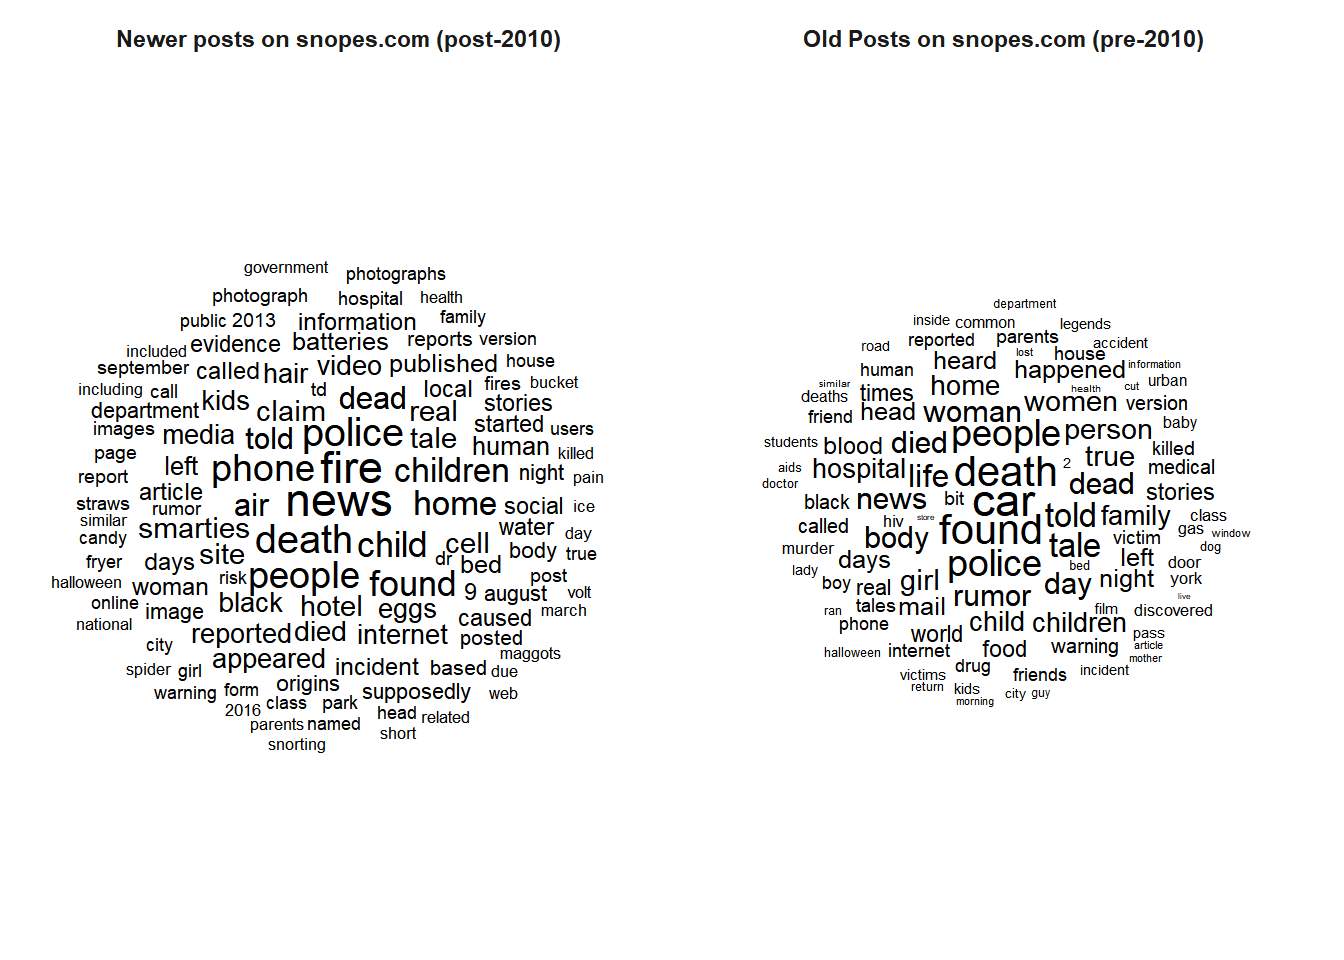 Newer posts on snopes.com (post-2010)
government photographs
photograph hospital health
public 2013 information family
included evidence batteries reports version
september called hair video published house
including call kids td dead local fires bucket
department claim real stories
images media told police tale started users
page left human killed
report phone fire children night pain
straws article
rumor air news home social ice
similar smarties water day
candy
fryer days site death child cell body true
dr bed
halloween woman risk people found post
online black 9 august volt
national image hotel eggs caused march
city reported died internet posted
maggots
spider girl appeared incident based due
warning form origins supposedly web
2016 class park head related
parents named
snorting short
Old Posts on snopes.com (pre-2010)
department
inside common legends
road reported parents accident
heard lost house
human happened information
similar times home health cut urban
deaths women version
friend head woman baby
students blood died people person killed
aids hospital life death 2 true medical
doctor dead stories
black news bit car
called hiv store found told family class
gas window
murder body tale victim dog
lady days police bed left door
boy real girl day night york
tales mail rumor live
ran phone child children film discovered
world pass
halloween internet food warning article
mother
victims drug friends incident
return kids city guy
morning